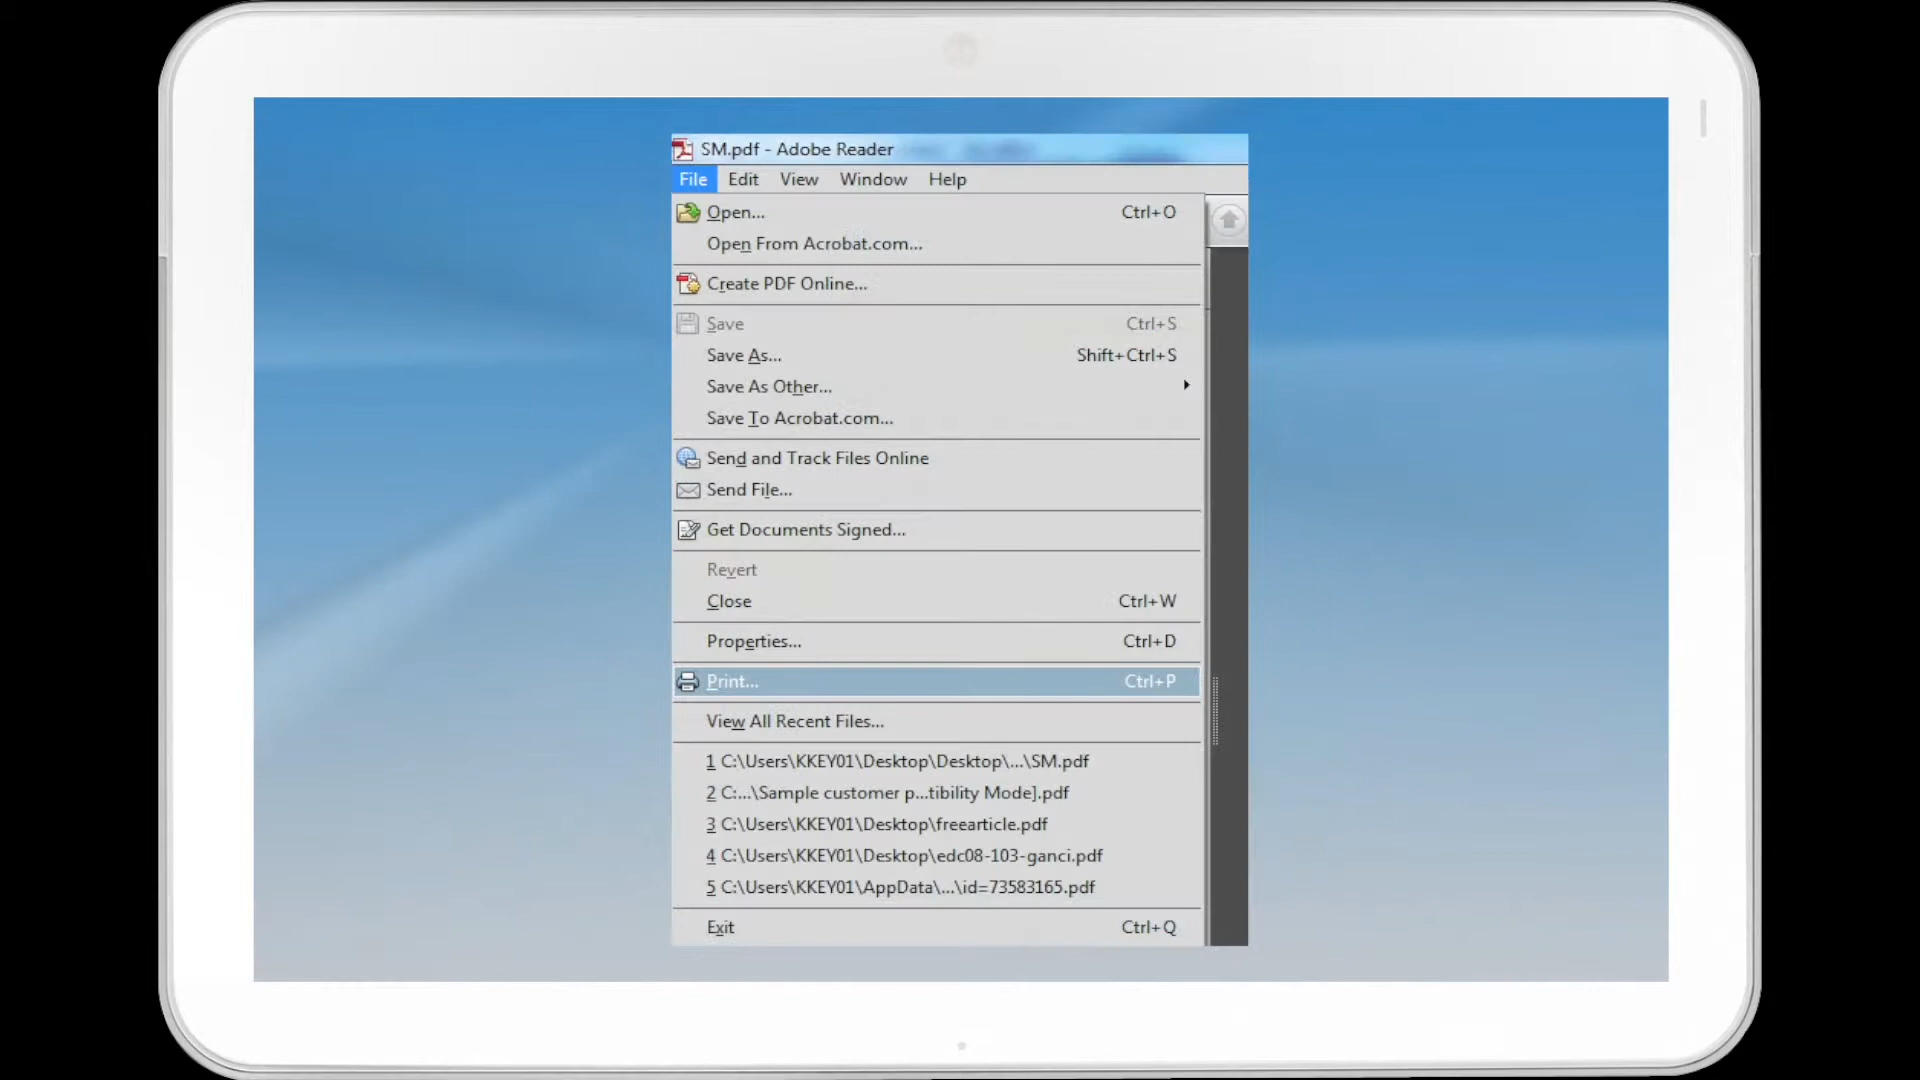 SM.pdf - Adobe Reader
File Edit View Window Help
Open... Ctrl+O
Open From Acrobat.com...
Create PDF Online...
Save Ctrl+S
Save As... Shift+Ctrl+S
Save As Other...
Save To Acrobat.com...
Send and Track Files Online
Send File...
Get Documents Signed...
Revert
Close Ctrl+W
Properties... Ctrl+D
Print... Ctrl+P
View All Recent Files...
1 C:\Users\KKEY01\Desktop\Desktop\...\SM.pdf
2 C:...\Sample customer p...tibility Mode].pdf
3 C:\Users\KKEY01\Desktop\freearticle.pdf
4 C:\Users\KKEY01\Desktop\edc08-103-ganci.pdf
5 C:\Users\KKEY01\AppData\...\id=73583165.pdf
Exit Ctrl+Q